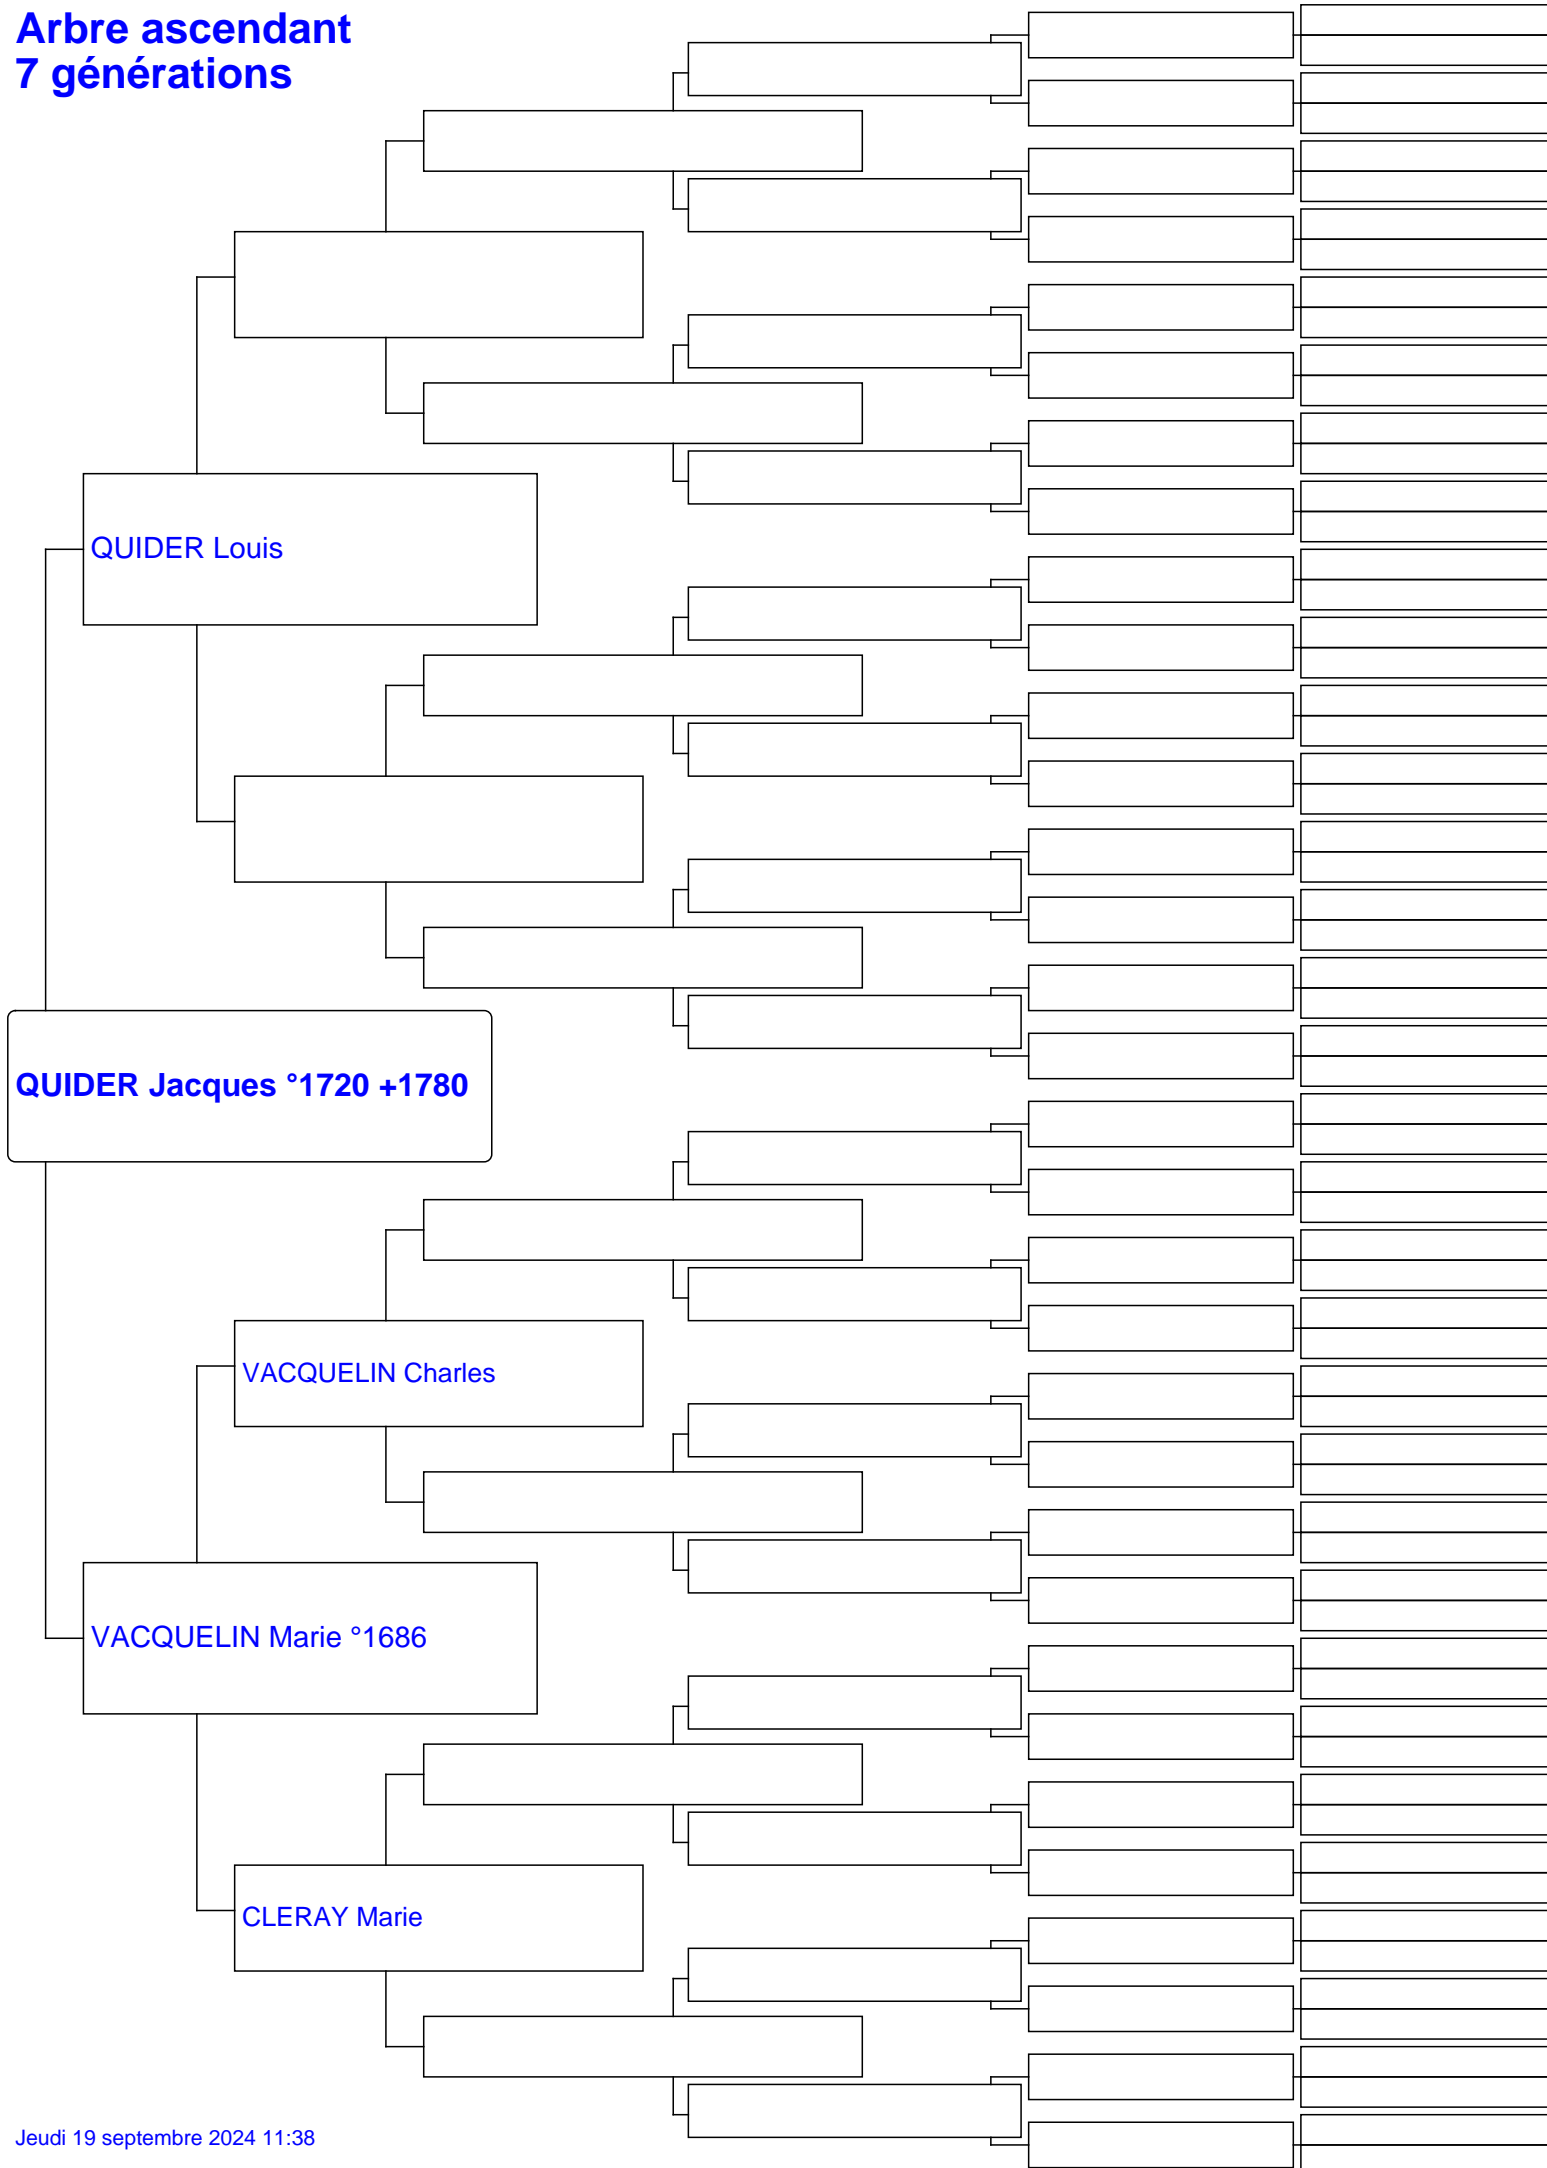 Arbre ascendant
7 générations
QUIDER Louis
QUIDER Jacques °1720 +1780
VACQUELIN Charles
VACQUELIN Marie °1686
CLERAY Marie
Jeudi 19 septembre 2024 11:38